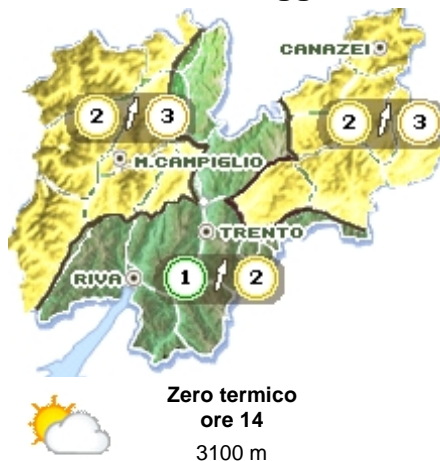 CANAZEI
2 3
2 3
M.CAMPIGLIO
TRENTO
RIVA
1 2
Zero termico
ore 14
3100 m